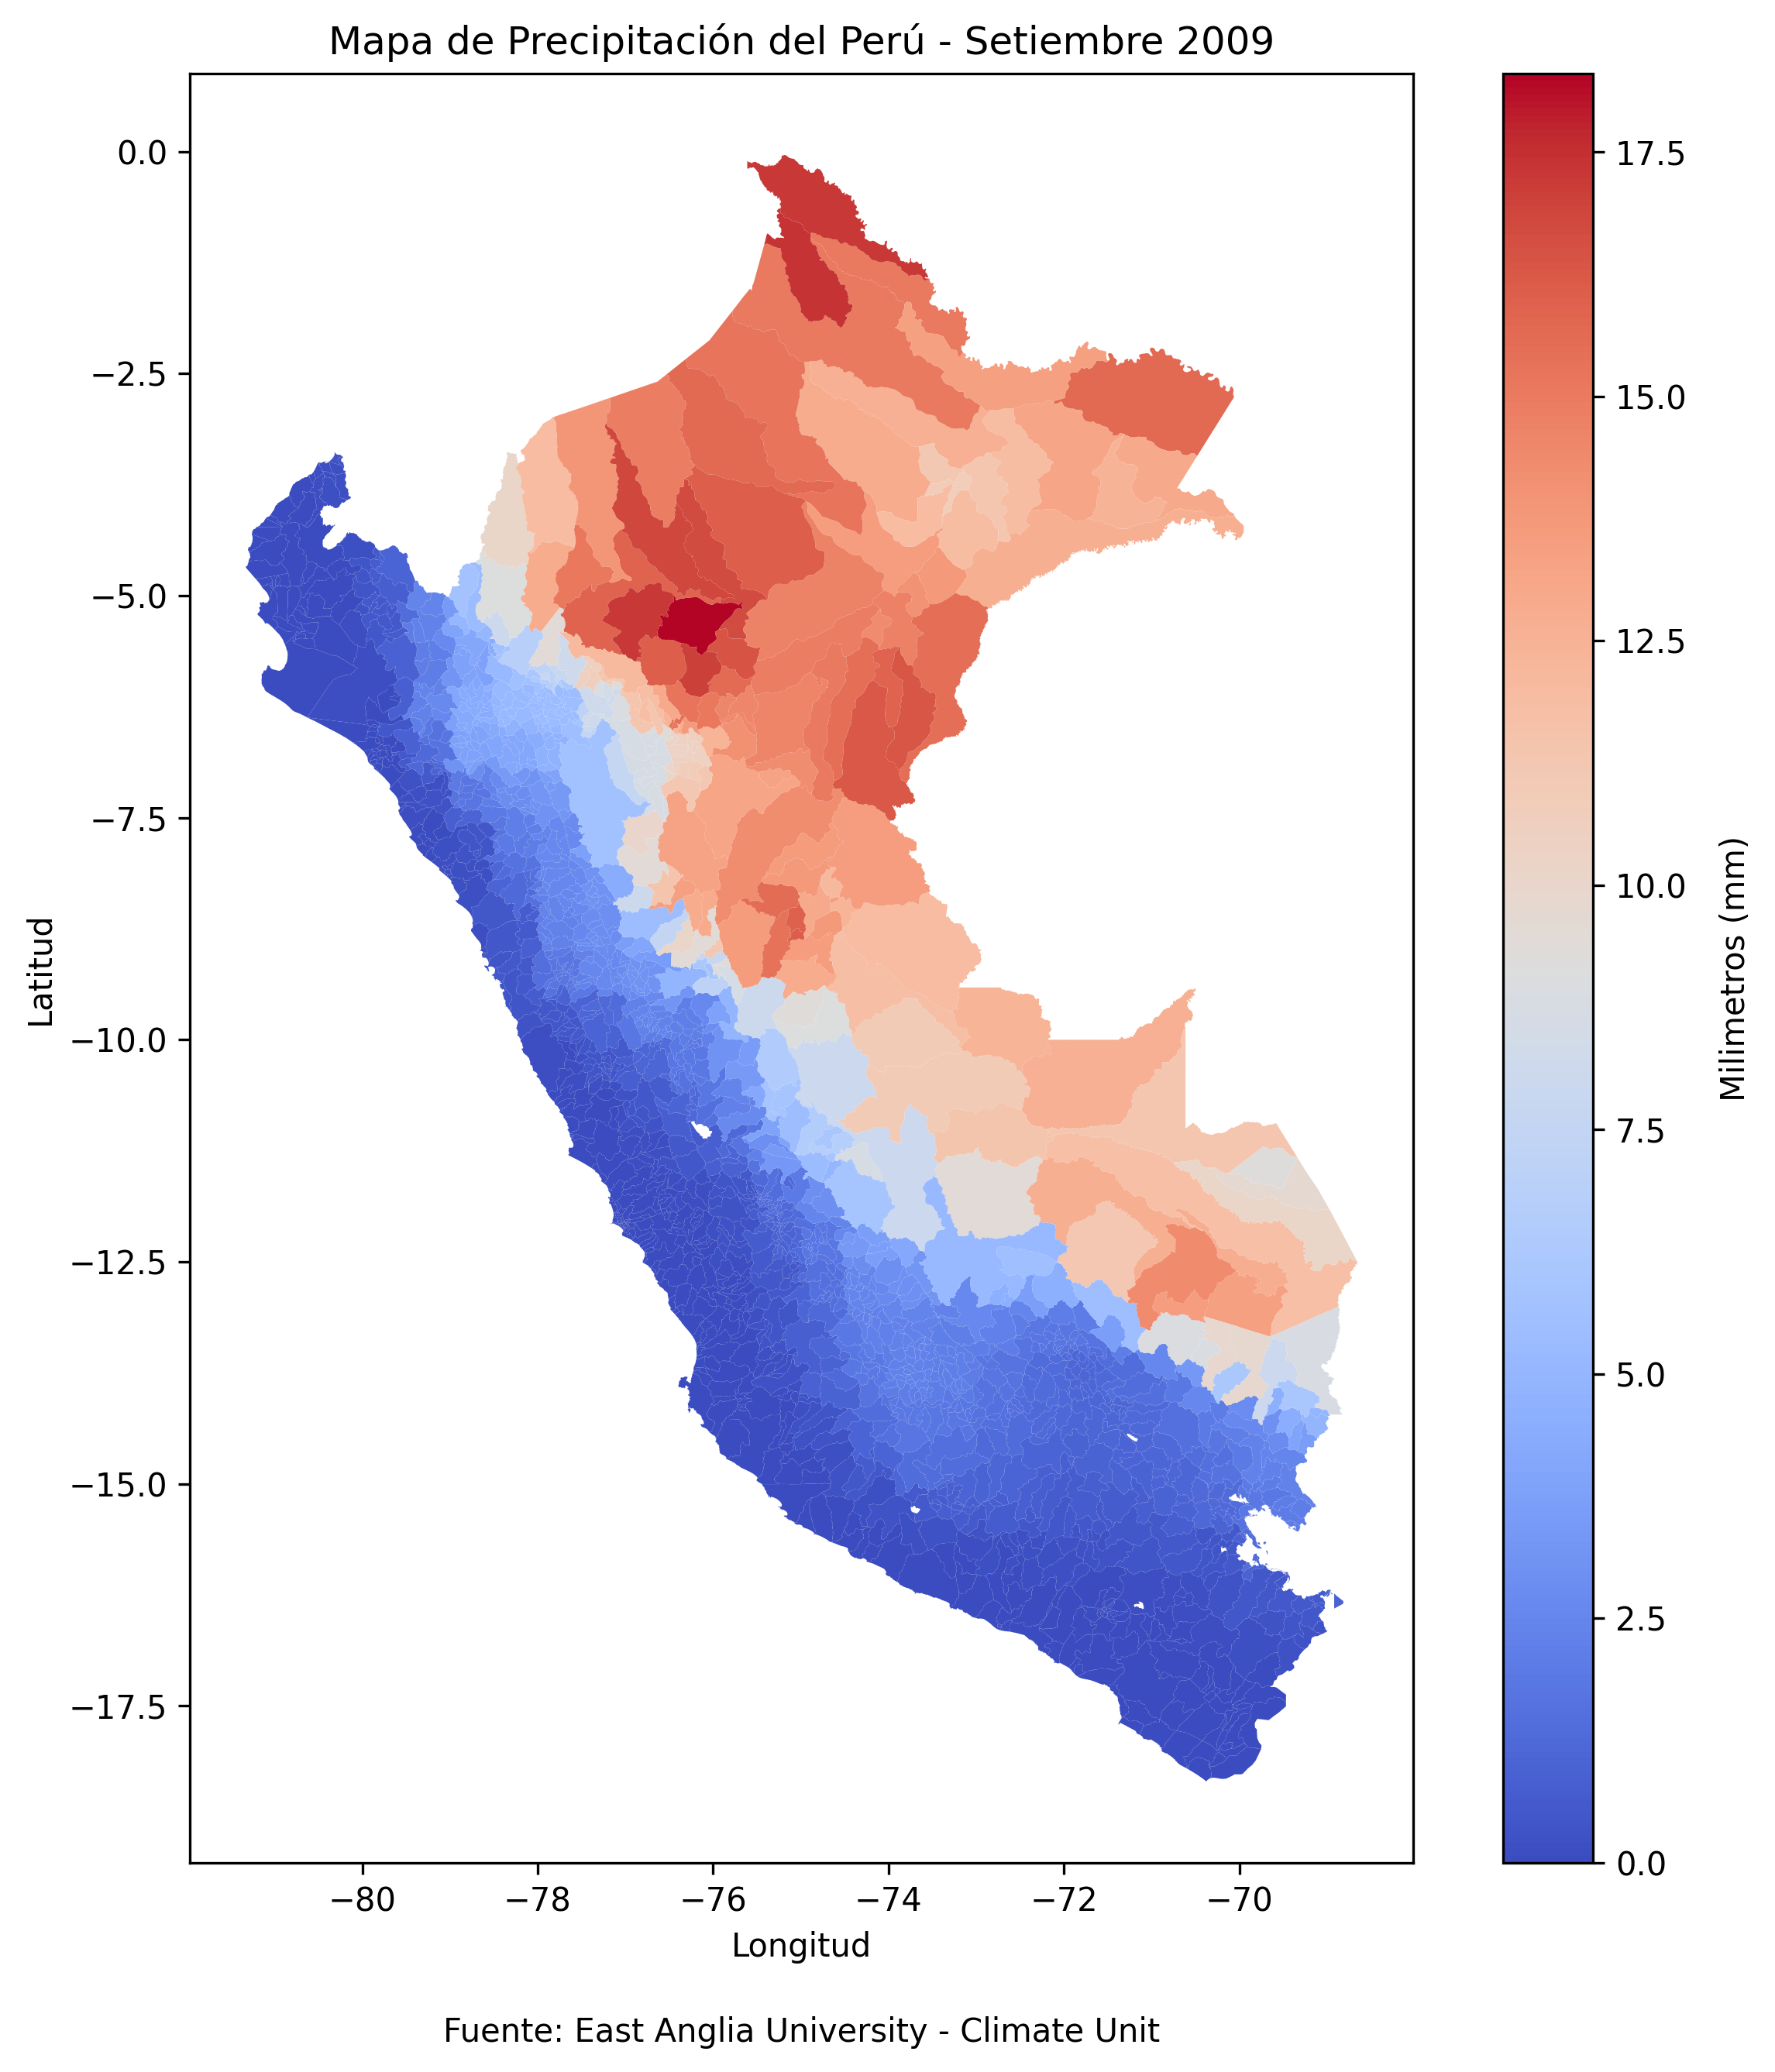 Mapa de Precipitación del Perú - Setiembre 2009
0.0
−2.5
−5.0
−7.5
−10.0
−12.5
−15.0
−17.5
Latitud
−80 −78 −76 −74 −72 −70
Longitud
17.5
15.0
12.5
10.0
7.5
5.0
2.5
0.0
Milimetros (mm)
Fuente: East Anglia University - Climate Unit